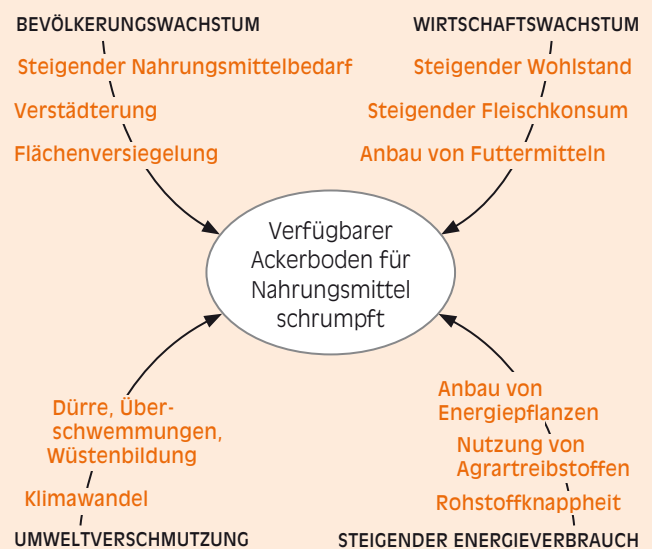 BEVÖLKERUNGSWACHSTUM
Steigender Nahrungsmittelbedarf
Verstädterung
Flächenversiegelung
WIRTSCHAFTSWACHSTUM
Steigender Wohlstand
Steigender Fleischkonsum
Anbau von Futtermitteln
Verfügbarer
Ackerboden für
Nahrungsmittel
schrumpft
Dürre, Über-
schwemmungen,
Wüstenbildung
Klimawandel
UMWELTVERSCHMUTZUNG
Anbau von
Energiepflanzen
Nutzung von
Agrartreibstoffen
Rohstoffknappheit
STEIGENDER ENERGIEVERBRAUCH